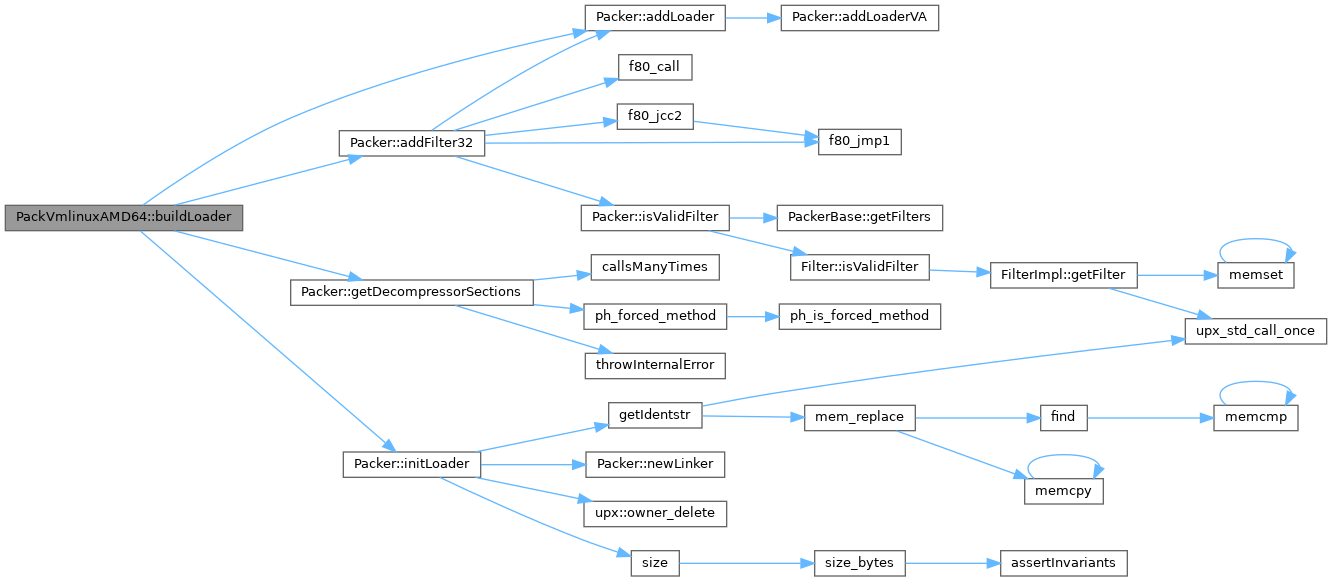 Packer::addLoader
Packer::addLoaderVA
f80_call
f80_jcc2
Packer::addFilter32
f80_jmp1
PackVmlinuxAMD64::buildLoader
Packer::isValidFilter
PackerBase::getFilters
callsManyTimes
Filter::isValidFilter
FilterImpl::getFilter
memset
Packer::getDecompressorSections
ph_forced_method
ph_is_forced_method
upx_std_call_once
throwInternalError
getIdentstr
mem_replace
find
memcmp
Packer::initLoader
Packer::newLinker
memcpy
upx::owner_delete
size
size_bytes
assertInvariants